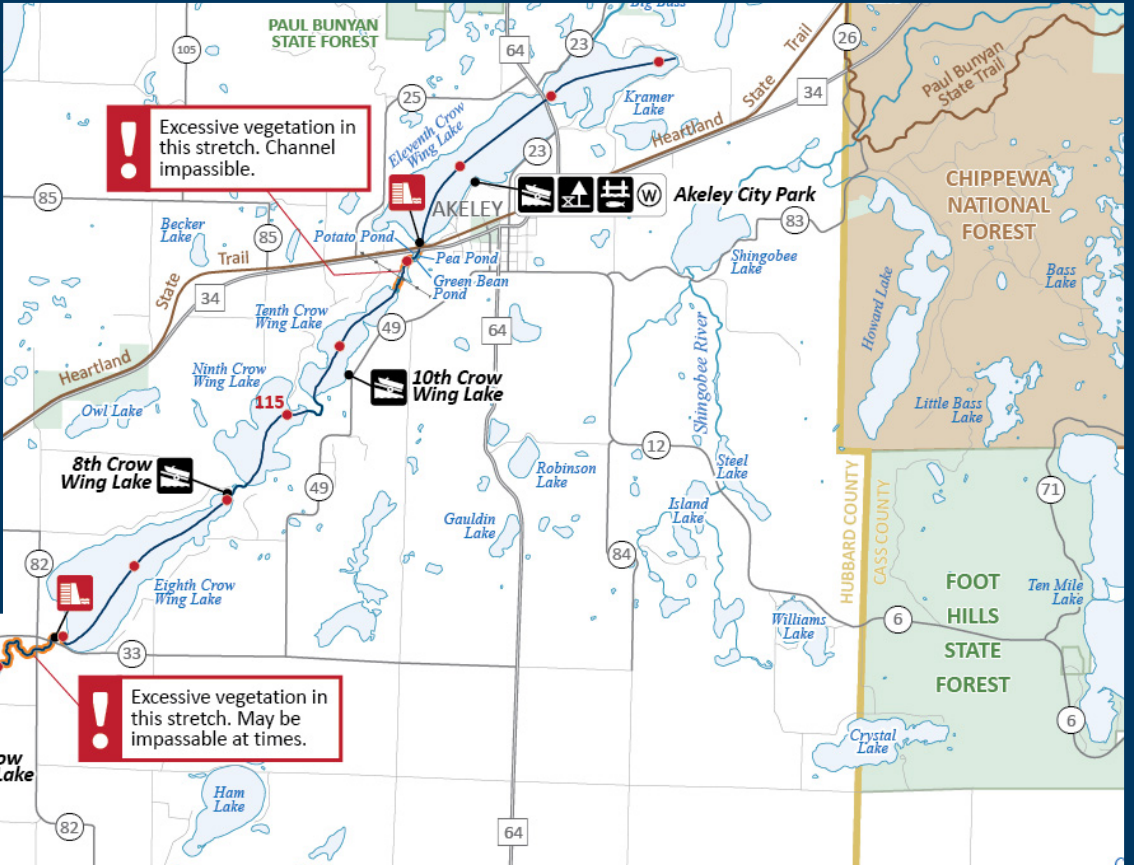 Big Bass
PAUL BUNYAN
STATE FOREST
105
64
23
26
Trail
State
Heartland
34
Paul Bunyan
State Trail
25
Kramer
Lake
Eleventh Crow
Wing Lake
23
Excessive vegetation in
this stretch. Channel
impassible.
85
AKELEY
W
Akeley City Park
CHIPPEWA
NATIONAL
FOREST
Becker
Lake
85
Potato Pond
Pea Pond
Green Bean
Pond
83
Shingobee
Lake
Howard Lake
Bass
Lake
Heartland
State
Trail
34
Tenth Crow
Wing Lake
49
64
Shingobee River
Ninth Crow
Wing Lake
10th Crow
Wing Lake
115
Owl Lake
Little Bass
Lake
12
8th Crow
Wing Lake
Robinson
Lake
Steel
Lake
49
Island
Lake
Gauldin
Lake
71
HUBBARD COUNTY
CASS COUNTY
82
84
Eighth Crow
Wing Lake
FOOT
HILLS
STATE
FOREST
Ten Mile
Lake
Williams
Lake
6
33
Excessive vegetation in
this stretch. May be
impassable at times.
6
Crystal
Lake
ow
Lake
Ham
Lake
82
64